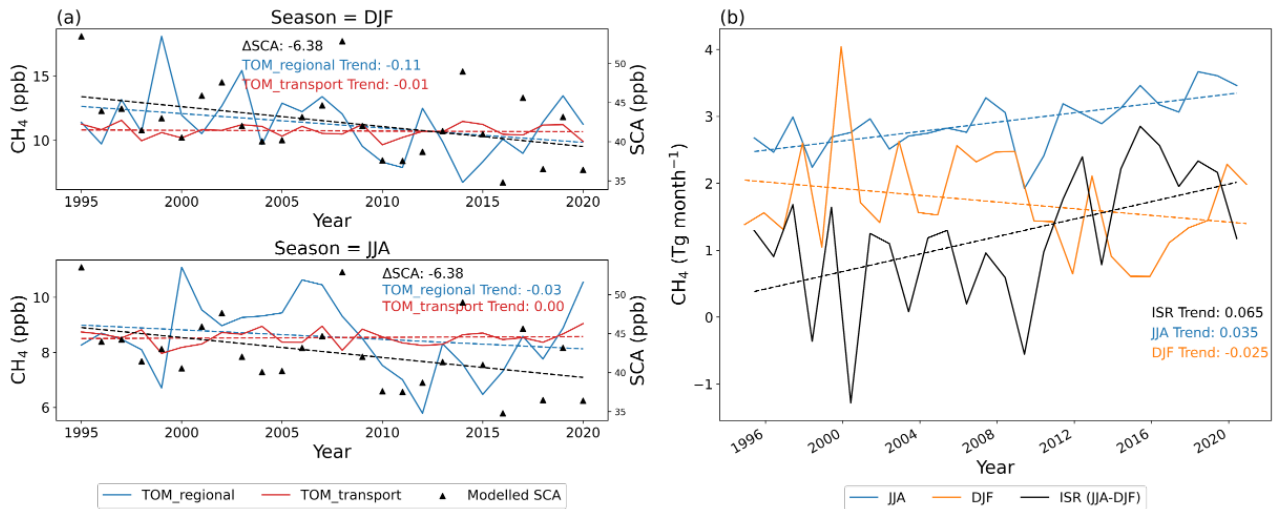 (a)
Season = DJF
ΔSCA: -6.38
TOM_regional Trend: -0.11
TOM_transport Trend: -0.01
CH₄ (ppb)
15
10
SCA (ppb)
50
45
40
35
1995
2000
2005
2010
2015
2020
Year
Season = JJA
ΔSCA: -6.38
TOM_regional Trend: -0.03
TOM_transport Trend: 0.00
CH₄ (ppb)
10
8
6
SCA (ppb)
50
45
40
35
1995
2000
2005
2010
2015
2020
Year
TOM_regional
TOM_transport
Modelled SCA
(b)
CH₄ (Tg month⁻¹)
4
3
2
1
0
−1
ISR Trend: 0.065
JJA Trend: 0.035
DJF Trend: -0.025
1996
2000
2004
2008
2012
2016
2020
Year
JJA
DJF
ISR (JJA-DJF)